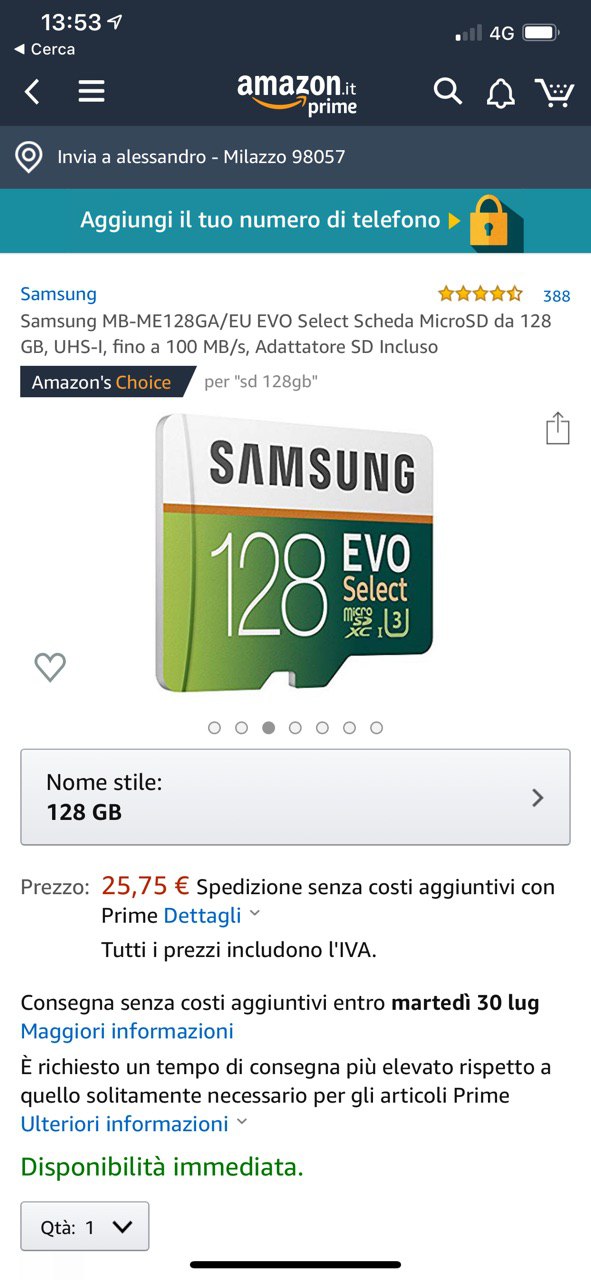 13:53
4G
Cerca
amazon.it
prime
Invia a alessandro - Milazzo 98057
Aggiungi il tuo numero di telefono
Samsung
388
Samsung MB-ME128GA/EU EVO Select Scheda MicroSD da 128
GB, UHS-I, fino a 100 MB/s, Adattatore SD Incluso
Amazon's Choice per "sd 128gb"
SAMSUNG
128
EVO
Select
micro
SD
XC I U3
Nome stile:
128 GB
Prezzo: 25,75 € Spedizione senza costi aggiuntivi con
Prime Dettagli
Tutti i prezzi includono l'IVA.
Consegna senza costi aggiuntivi entro martedì 30 lug
Maggiori informazioni
È richiesto un tempo di consegna più elevato rispetto a
quello solitamente necessario per gli articoli Prime
Ulteriori informazioni
Disponibilità immediata.
Qtà: 1